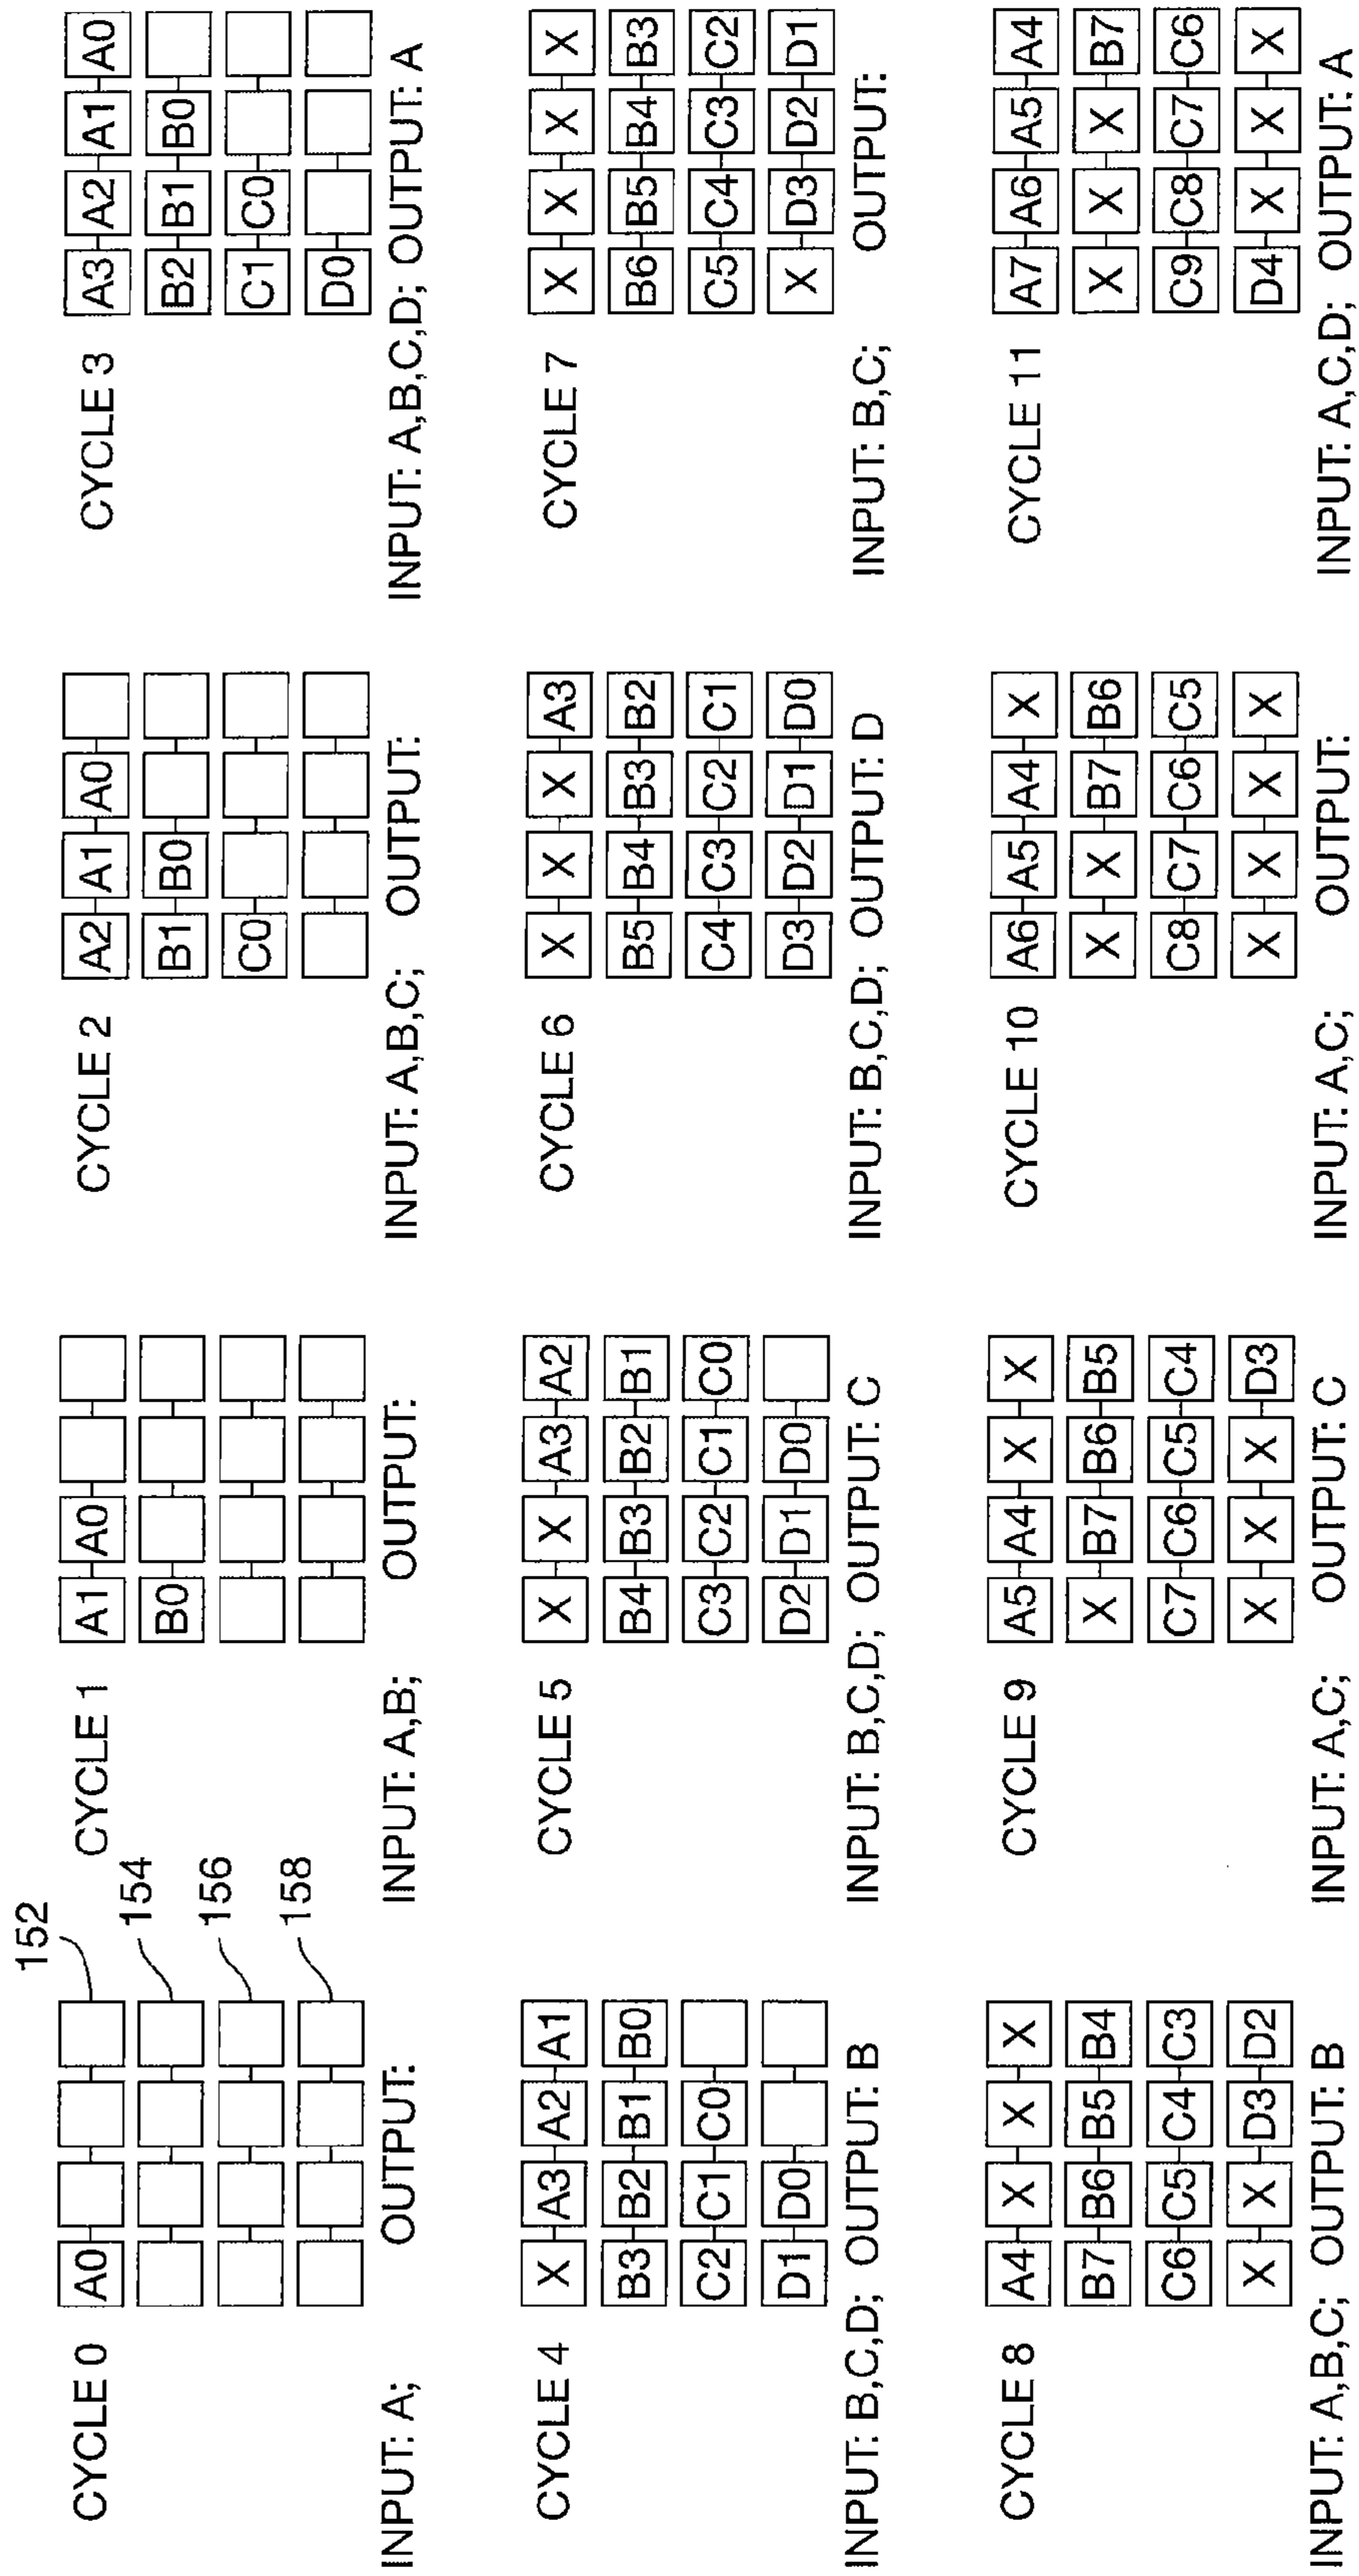 152
154
156
158
CYCLE 0
A0
INPUT: A; OUTPUT:
CYCLE 1
A1 A0
B0
INPUT: A,B; OUTPUT:
CYCLE 2
A2 A1 A0
B1 B0
C0
INPUT: A,B,C; OUTPUT:
CYCLE 3
A3 A2 A1 A0
B2 B1 B0
C1 C0
D0
INPUT: A,B,C,D; OUTPUT: A
CYCLE 4
X A3 A2 A1
B3 B2 B1 B0
C2 C1 C0
D1 D0
INPUT: B,C,D; OUTPUT: B
CYCLE 5
X X A3 A2
B4 B3 B2 B1
C3 C2 C1 C0
D2 D1 D0
INPUT: B,C,D; OUTPUT: C
CYCLE 6
X X X A3
B5 B4 B3 B2
C4 C3 C2 C1
D3 D2 D1 D0
INPUT: B,C,D; OUTPUT: D
CYCLE 7
X X X X
B6 B5 B4 B3
C5 C4 C3 C2
X D3 D2 D1
INPUT: B,C; OUTPUT:
CYCLE 8
A4 X X X
B7 B6 B5 B4
C6 C5 C4 C3
X X D3 D2
INPUT: A,B,C; OUTPUT: B
CYCLE 9
A5 A4 X X
X B7 B6 B5
C7 C6 C5 C4
X X X D3
INPUT: A,C; OUTPUT: C
CYCLE 10
A6 A5 A4 X
X X B7 B6
C8 C7 C6 C5
X X X X
INPUT: A,C; OUTPUT:
CYCLE 11
A7 A6 A5 A4
X X X B7
C9 C8 C7 C6
D4 X X X
INPUT: A,C,D; OUTPUT: A